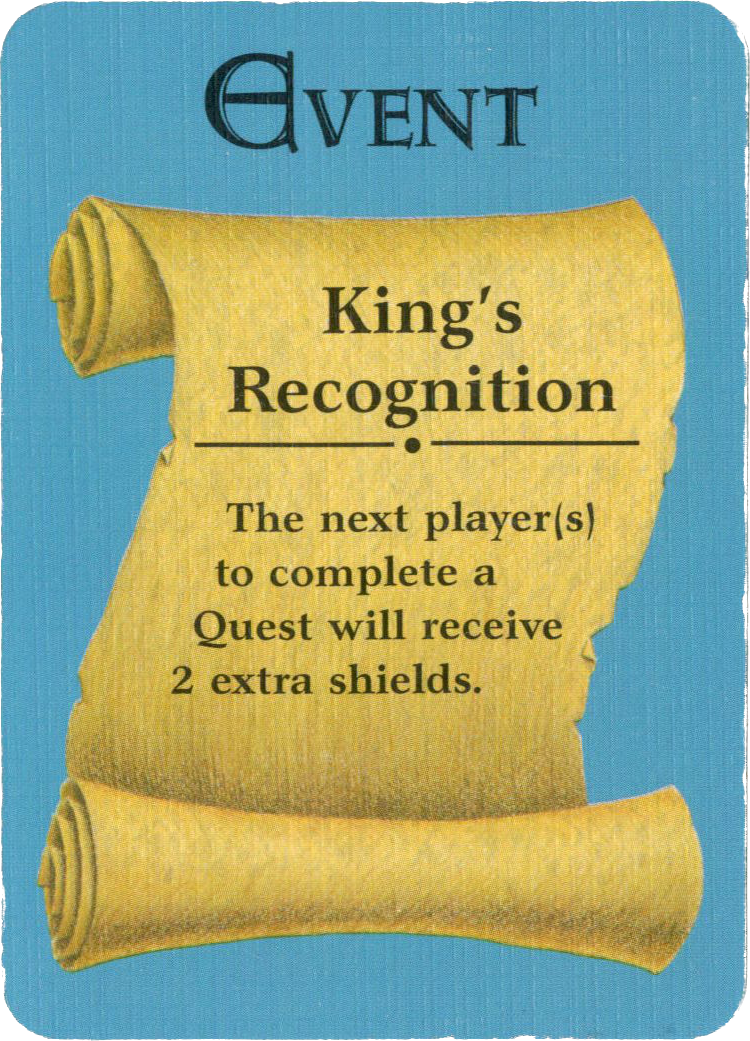 EVENT
King's
Recognition
The next player(s)
to complete a
Quest will receive
2 extra shields.